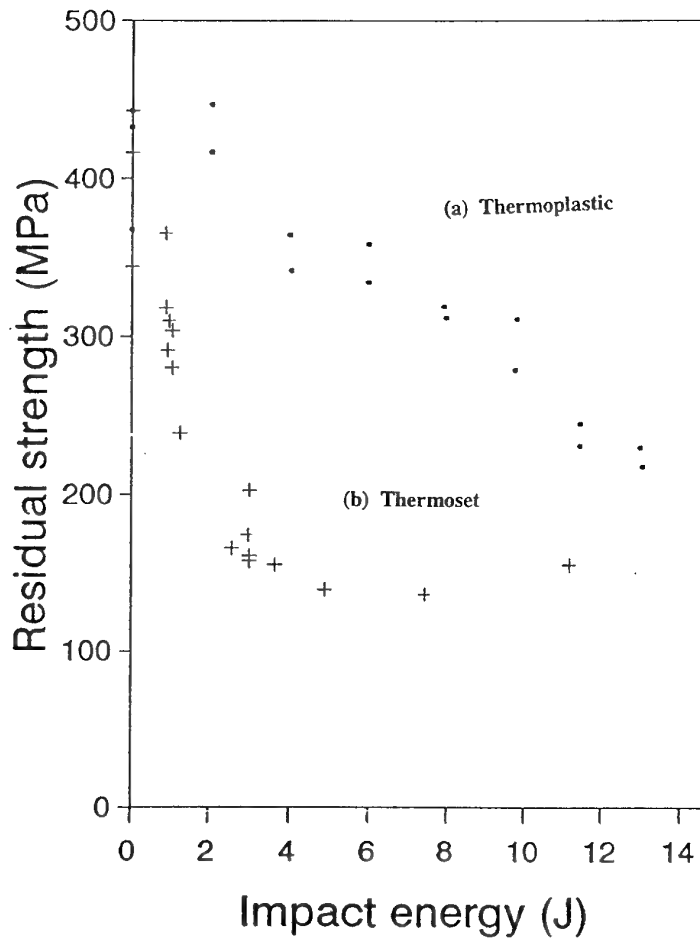 500
400
300
200
100
0
Residual strength (MPa)
(a) Thermoplastic
(b) Thermoset
0 2 4 6 8 10 12 14
Impact energy (J)